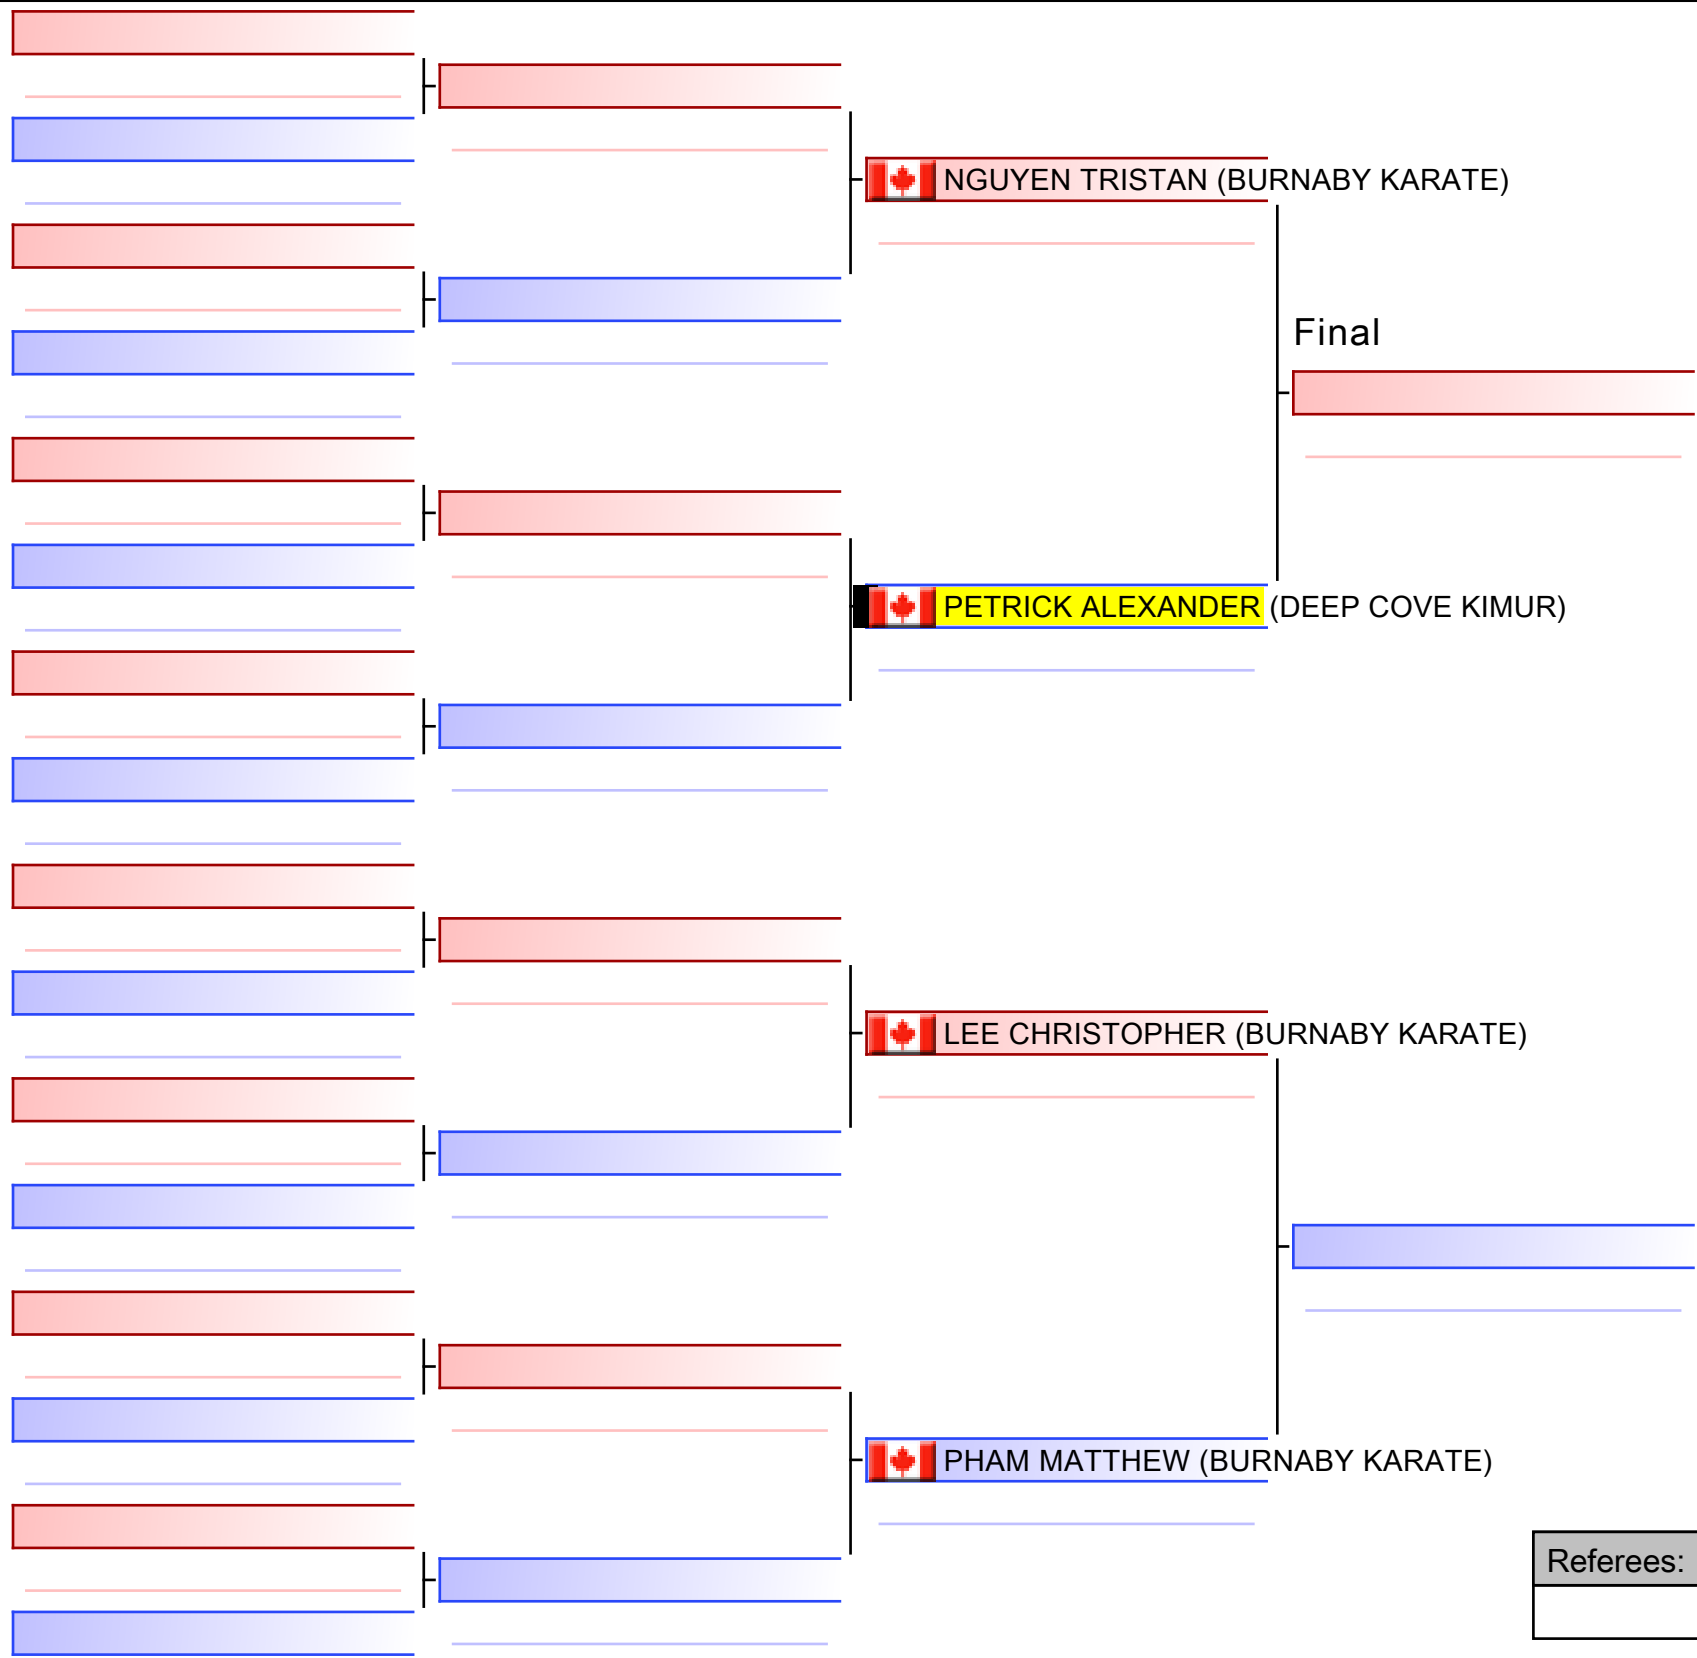 NGUYEN TRISTAN (BURNABY KARATE)
Final
PETRICK ALEXANDER (DEEP COVE KIMUR)
LEE CHRISTOPHER (BURNABY KARATE)
PHAM MATTHEW (BURNABY KARATE)
Referees: